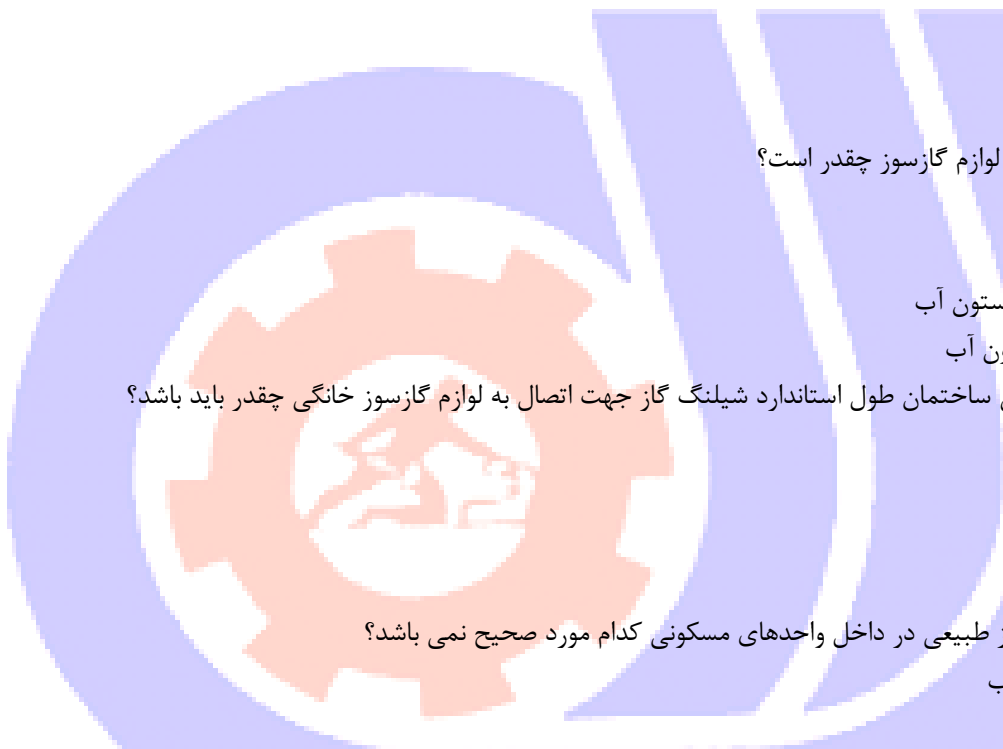 لوازم گازسوز چقدر است؟
ستون آب
ون آب
ساختمان طول استاندارد شیلنگ گاز جهت اتصال به لوازم گازسوز خانگی چقدر باید باشد؟
طبیعی در داخل واحدهای مسکونی کدام مورد صحیح نمی باشد؟